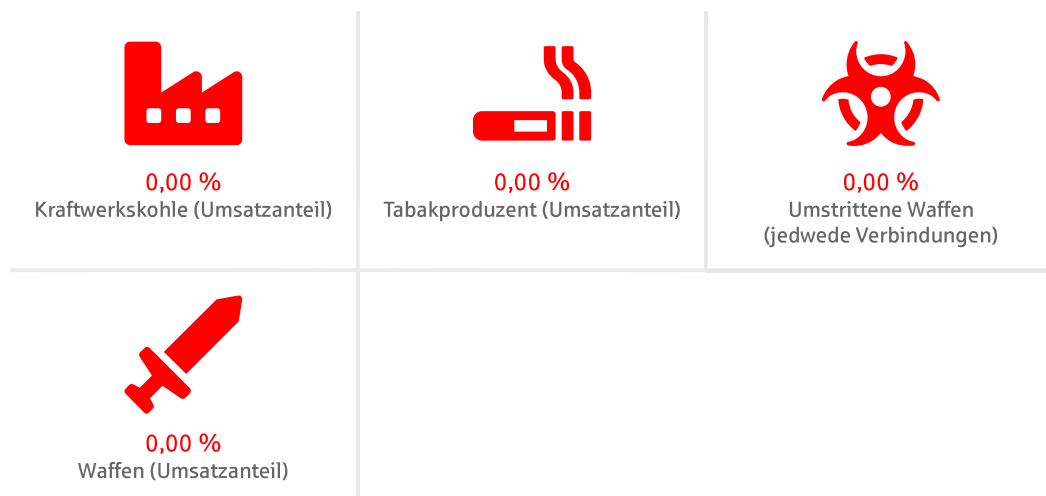 0,00 %
Kraftwerkskohle (Umsatzanteil)
0,00 %
Tabakproduzent (Umsatzanteil)
0,00 %
Umstrittene Waffen
(jedwede Verbindungen)
0,00 %
Waffen (Umsatzanteil)